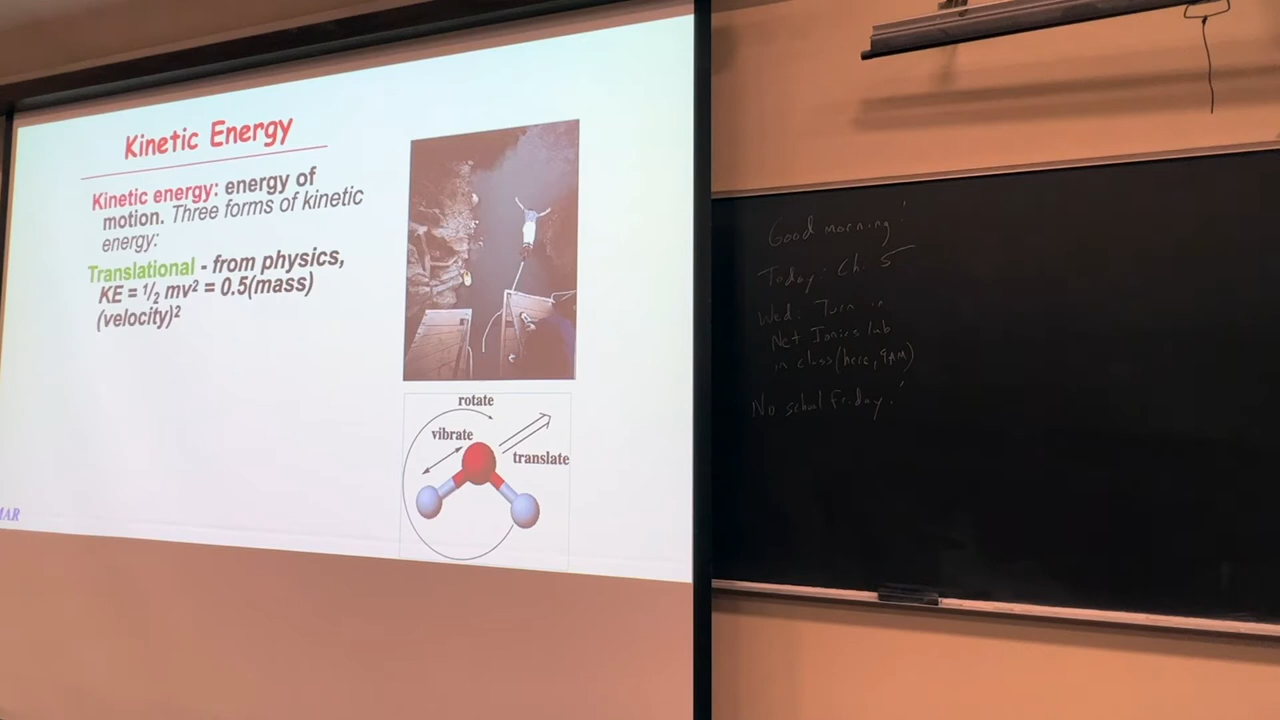 Kinetic Energy
Kinetic energy: energy of
motion. Three forms of kinetic
energy:
Translational - from physics,
KE = ¹/₂ mv² = 0.5(mass)
(velocity)²
rotate
vibrate
translate
MAR
Good morning!
Today: Ch. 5
Wed: Turn in
Net Ionics lab
in class (here, 9AM)
No school Friday!